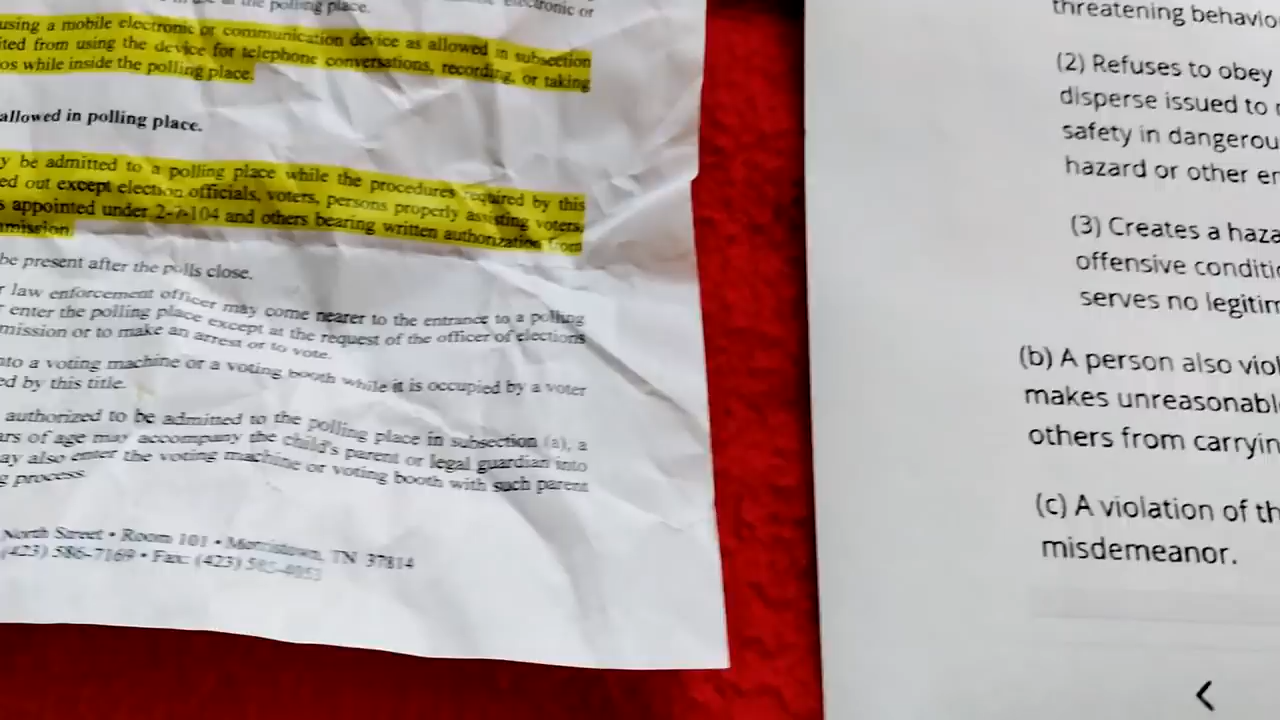 the polling place.
electronic or
using a mobile electronic or communication device as allowed in subsection
ited from using the device for telephone conversations, recording, or taking
os while inside the polling place.
allowed in polling place.
y be admitted to a polling place while the procedures required by this
ed out except election officials, voters, persons properly assisting voters,
s appointed under 2-7-104 and others bearing written authorization from
mmission.
be present after the polls close.
r law enforcement officer may come nearer to the entrance to a polling
r enter the polling place except at the request of the officer of elections
mission or to make an arrest or to vote.
nto a voting machine or a voting booth while it is occupied by a voter
ed by this title.
authorized to be admitted to the polling place in subsection (a), a
ars of age may accompany the child's parent or legal guardian into
ay also enter the voting machine or voting booth with such parent
g process.
North Street • Room 101 • Morristown, TN 37814
(423) 586-7169 • Fax: (423)
threatening behavio
(2) Refuses to obey
disperse issued to
safety in dangerou
hazard or other e
(3) Creates a haza
offensive conditi
serves no legitim
(b) A person also viol
makes unreasonabl
others from carryin
(c) A violation of th
misdemeanor.
<